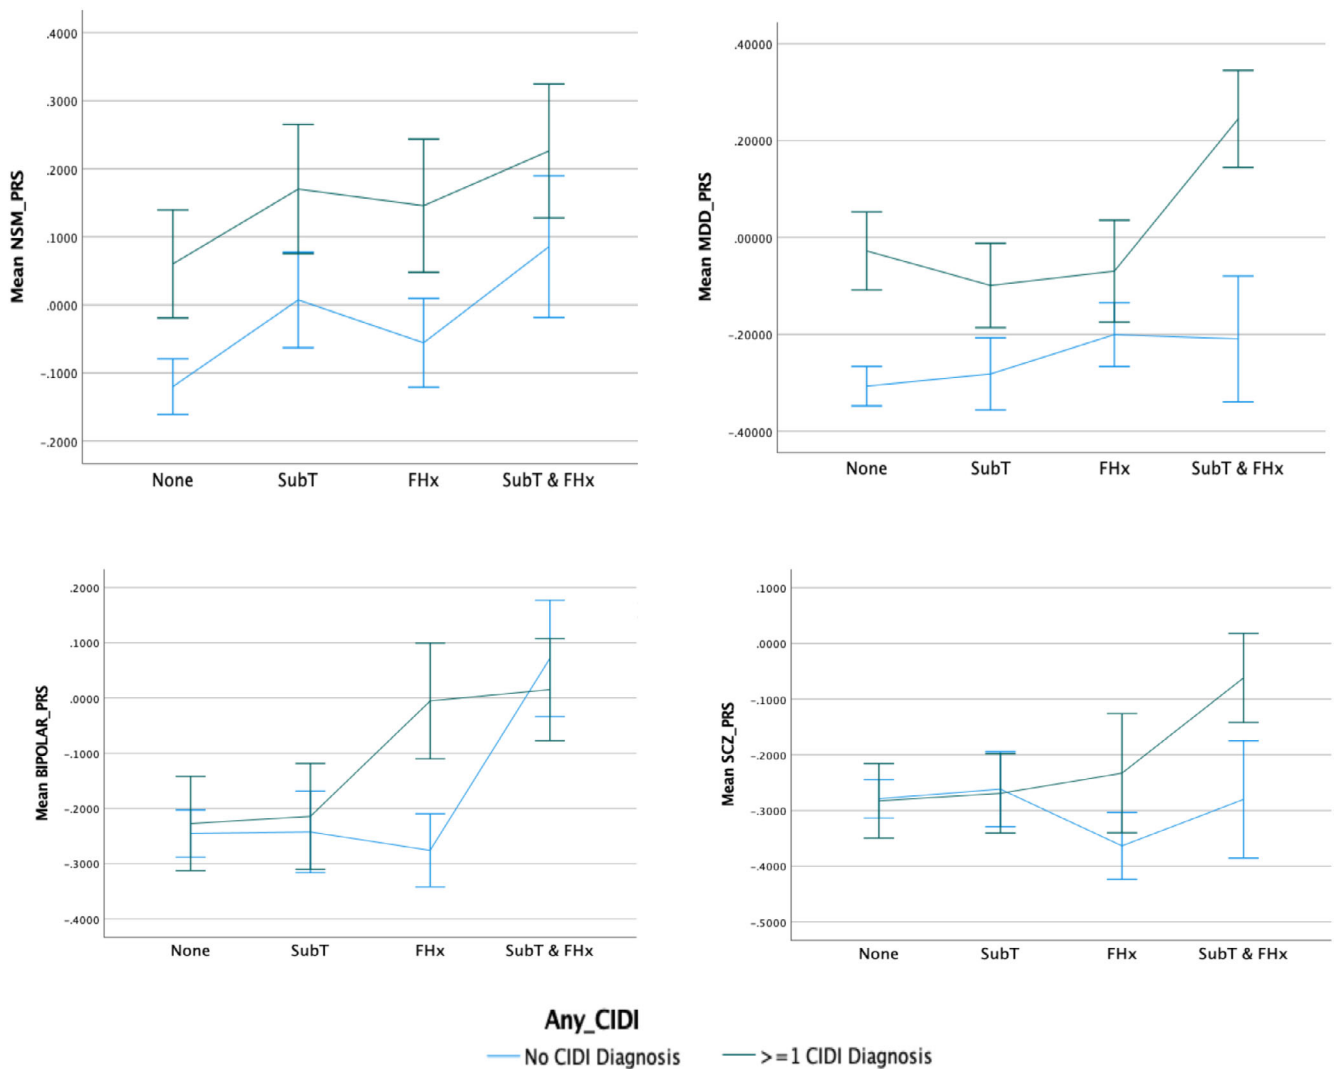 .4000
.3000
.2000
.1000
.0000
-.1000
-.2000
Mean NSM_PRS
None SubT FHx SubT & FHx
.40000
.20000
.00000
-.20000
-.40000
Mean MDD_PRS
None SubT FHx SubT & FHx
.2000
.1000
.0000
-.1000
-.2000
-.3000
-.4000
Mean BIPOLAR_PRS
None SubT FHx SubT & FHx
.1000
.0000
-.1000
-.2000
-.3000
-.4000
-.5000
Mean SCZ_PRS
None SubT FHx SubT & FHx
Any_CIDI
No CIDI Diagnosis >=1 CIDI Diagnosis